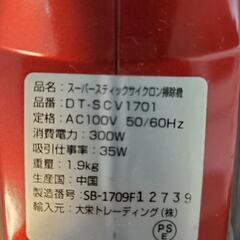 品名：スーパースティックサイクロン掃除機
品番：DT-SCV1701
定格：AC100V 50/60Hz
消費電力：300W
吸引仕事率：35W
重量：1.9kg
生産国：中国
製造番号：SB-1709F12739
輸入元：大栄トレーディング（株）
PS
E